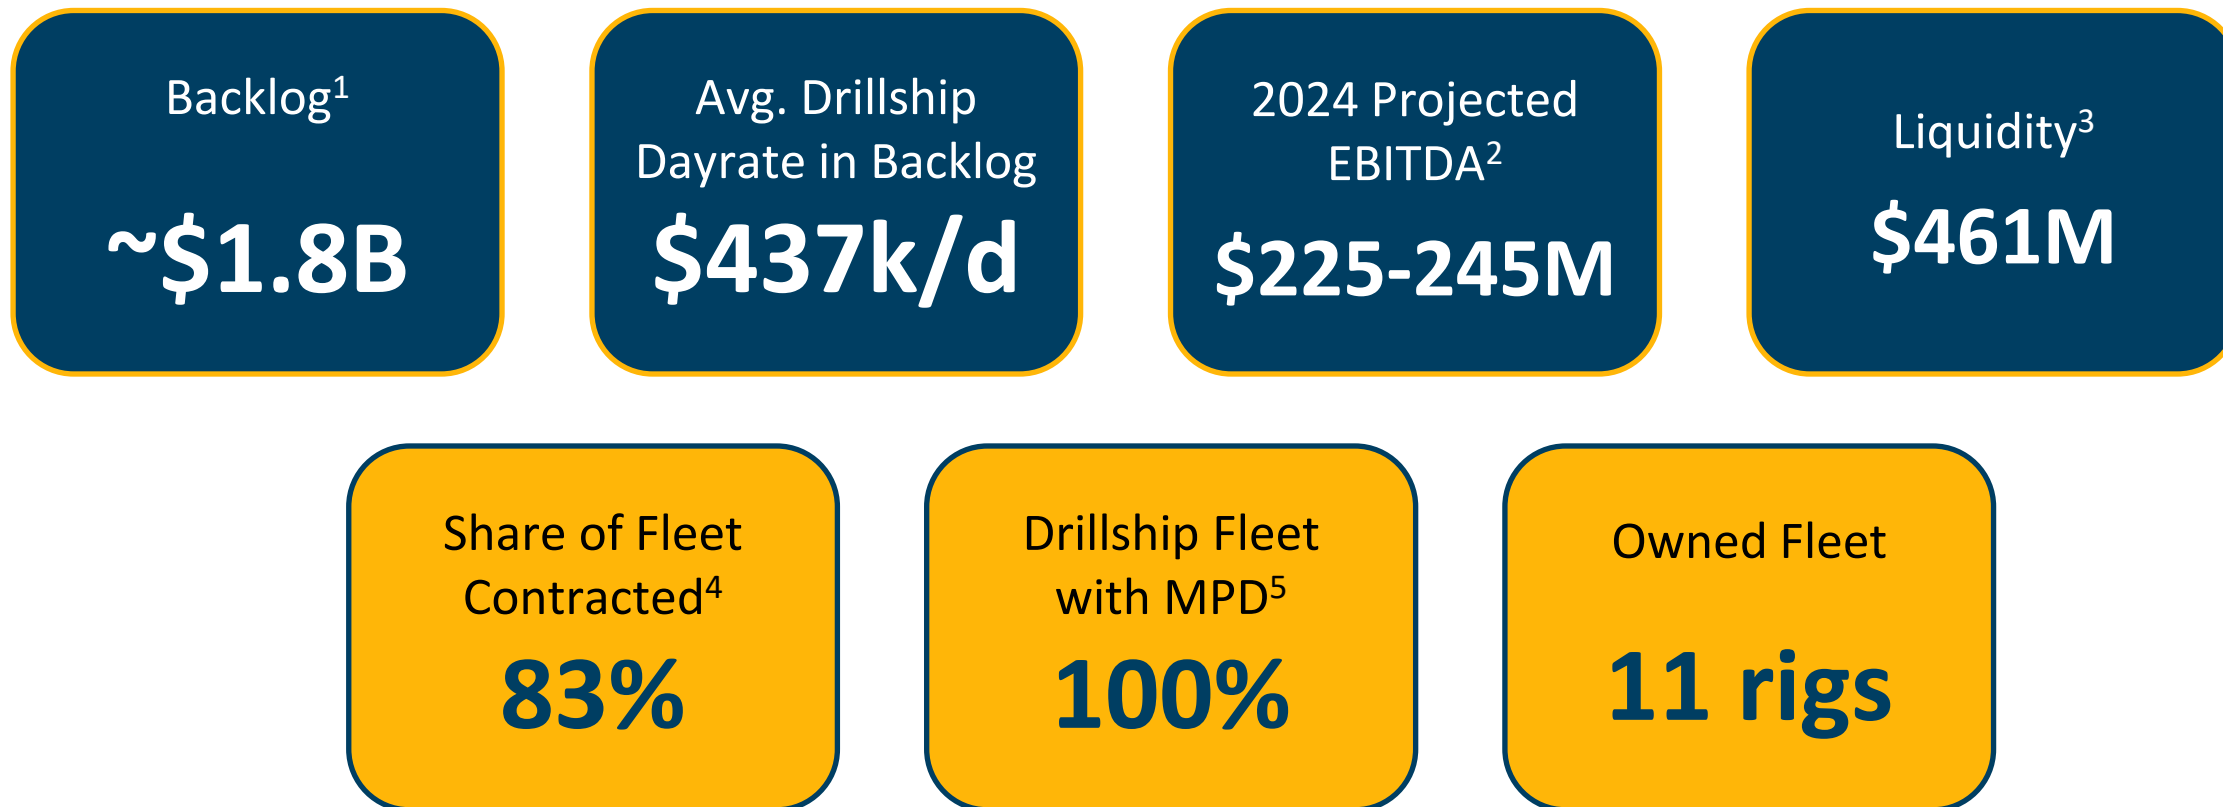 Backlog¹
~$1.8B
Avg. Drillship
Dayrate in Backlog
$437k/d
2024 Projected
EBITDA²
$225-245M
Liquidity³
$461M
Share of Fleet
Contracted⁴
83%
Drillship Fleet
with MPD⁵
100%
Owned Fleet
11 rigs